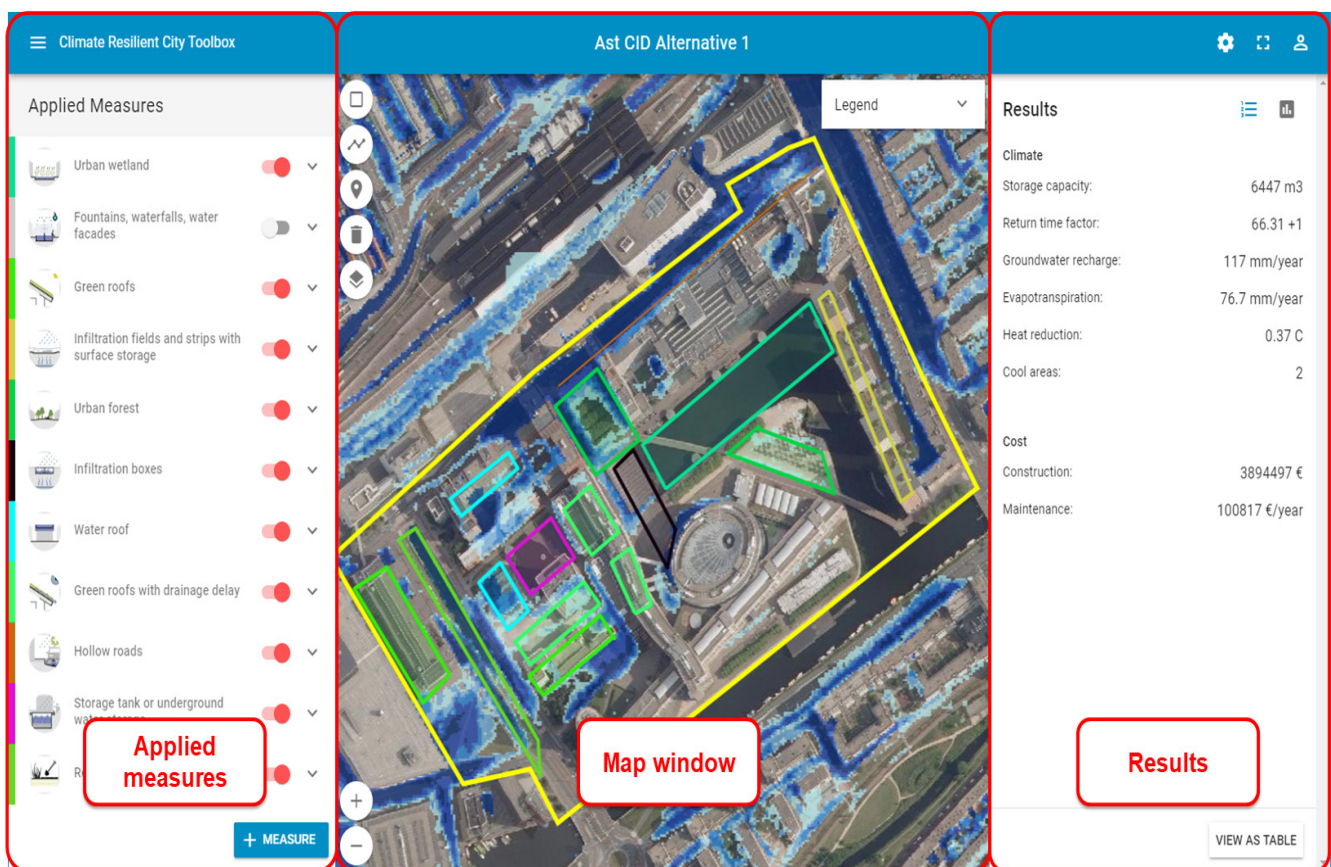 Climate Resilient City Toolbox
Ast CID Alternative 1
Applied Measures
Urban wetland
Fountains, waterfalls, water
facades
Green roofs
Infiltration fields and strips with
surface storage
Urban forest
Infiltration boxes
Water roof
Green roofs with drainage delay
Hollow roads
Storage tank or underground
Applied
measures
+ MEASURE
Legend
Map window
Results
Climate
Storage capacity: 6447 m3
Return time factor: 66.31 +1
Groundwater recharge: 117 mm/year
Evapotranspiration: 76.7 mm/year
Heat reduction: 0.37 C
Cool areas: 2
Cost
Construction: 3894497 €
Maintenance: 100817 €/year
Results
VIEW AS TABLE